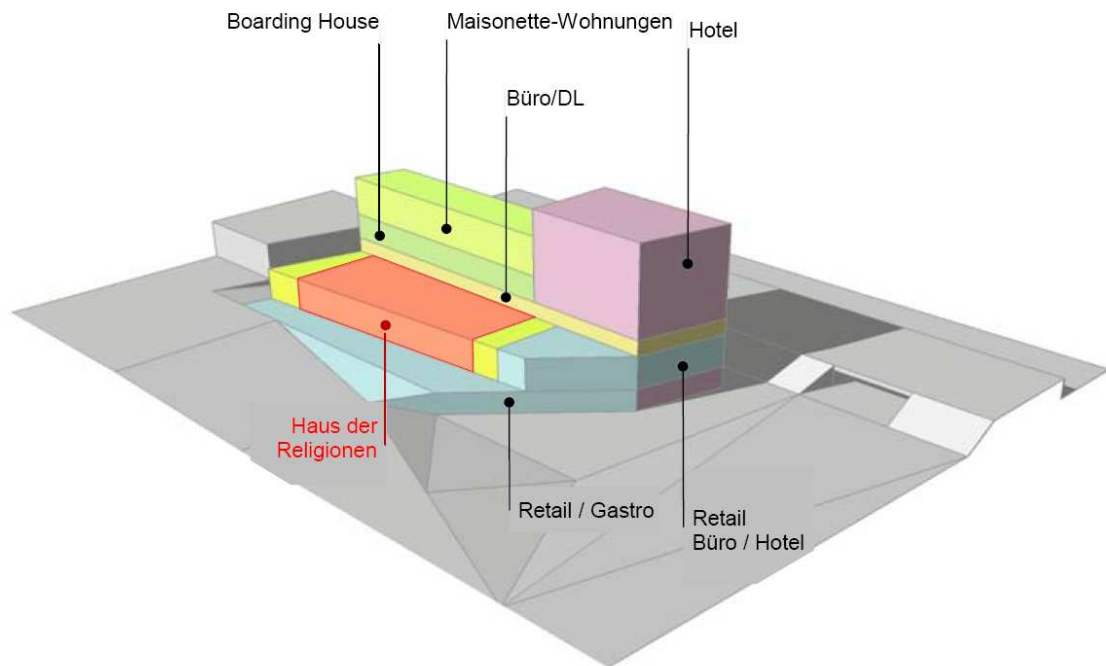 Boarding House
Maisonette-Wohnungen
Hotel
Büro/DL
Haus der
Religionen
Retail / Gastro
Retail
Büro / Hotel